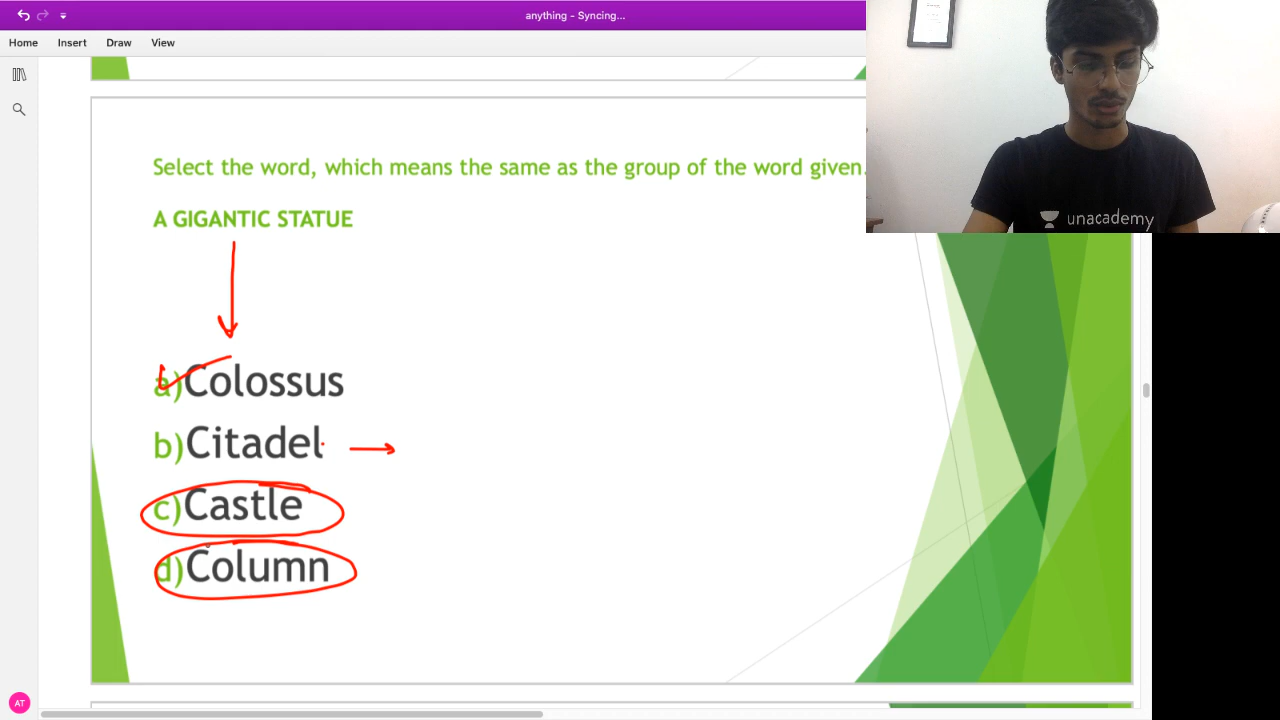 anything - Syncing...
Home Insert Draw View
Select the word, which means the same as the group of the word given.
A GIGANTIC STATUE
a)Colossus
b)Citadel
c)Castle
d)Column
unacademy
AT